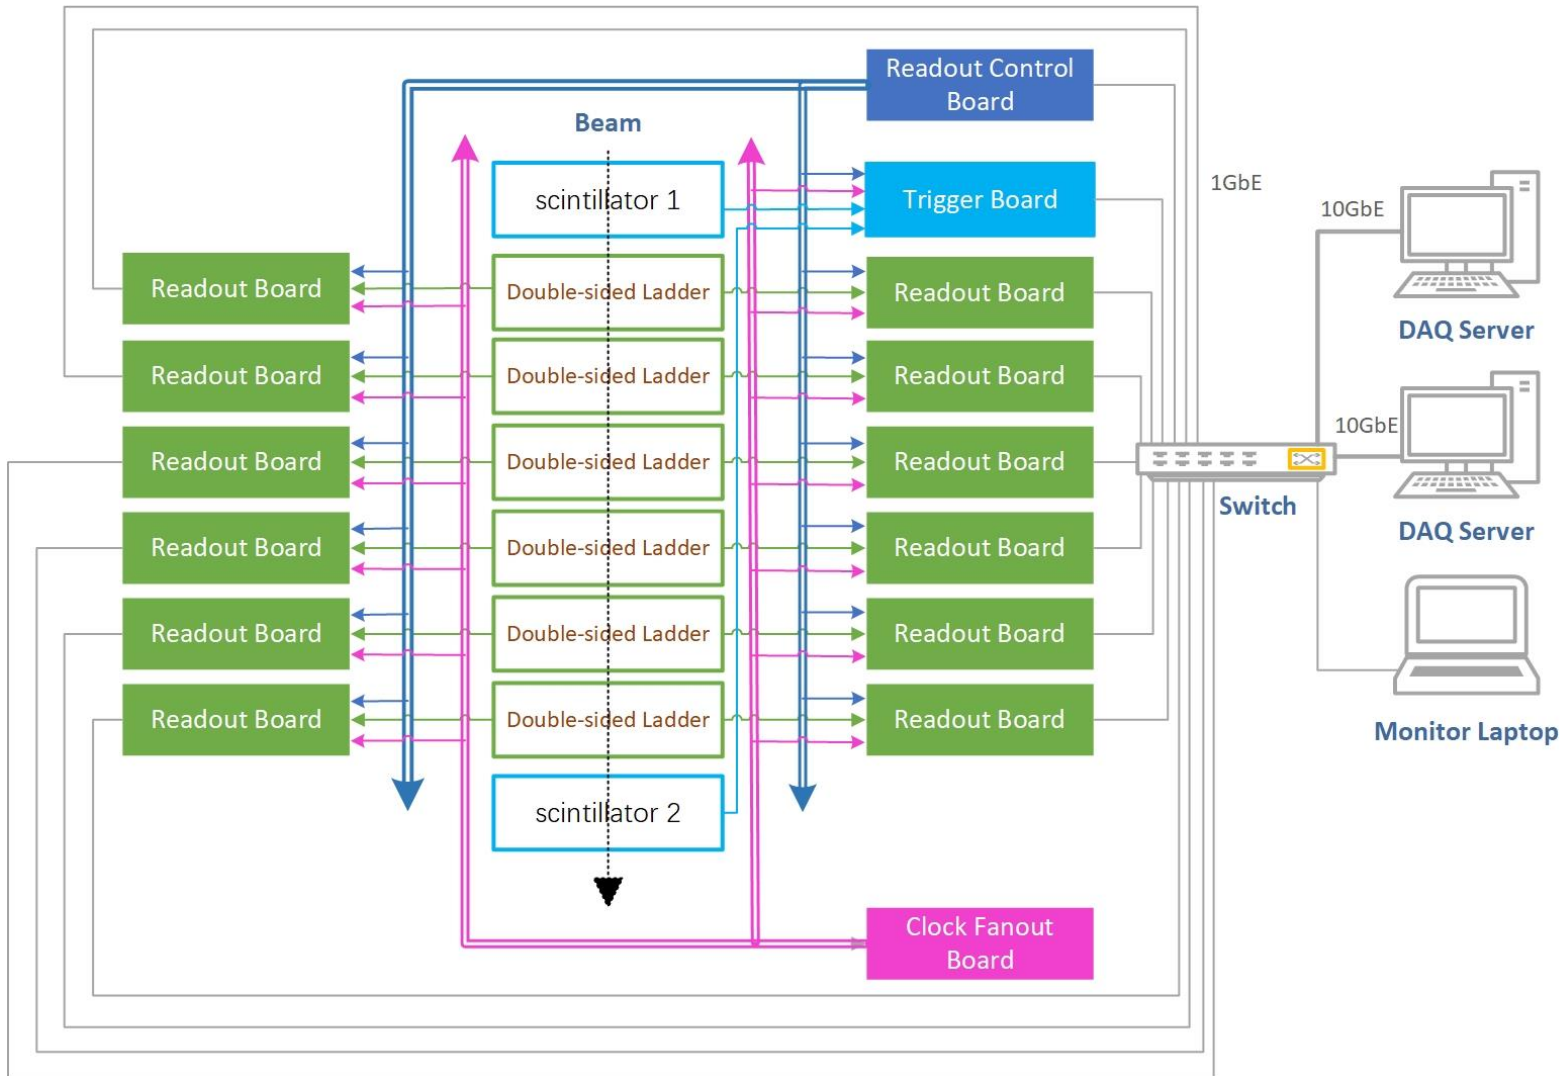 Readout Control
Board
Beam
scintillator 1
Trigger Board
1GbE
10GbE
Readout Board
Double-sided Ladder
Readout Board
DAQ Server
Readout Board
Double-sided Ladder
Readout Board
10GbE
Readout Board
Double-sided Ladder
Readout Board
Switch
DAQ Server
Readout Board
Double-sided Ladder
Readout Board
Readout Board
Double-sided Ladder
Readout Board
Readout Board
Double-sided Ladder
Readout Board
Monitor Laptop
scintillator 2
Clock Fanout
Board